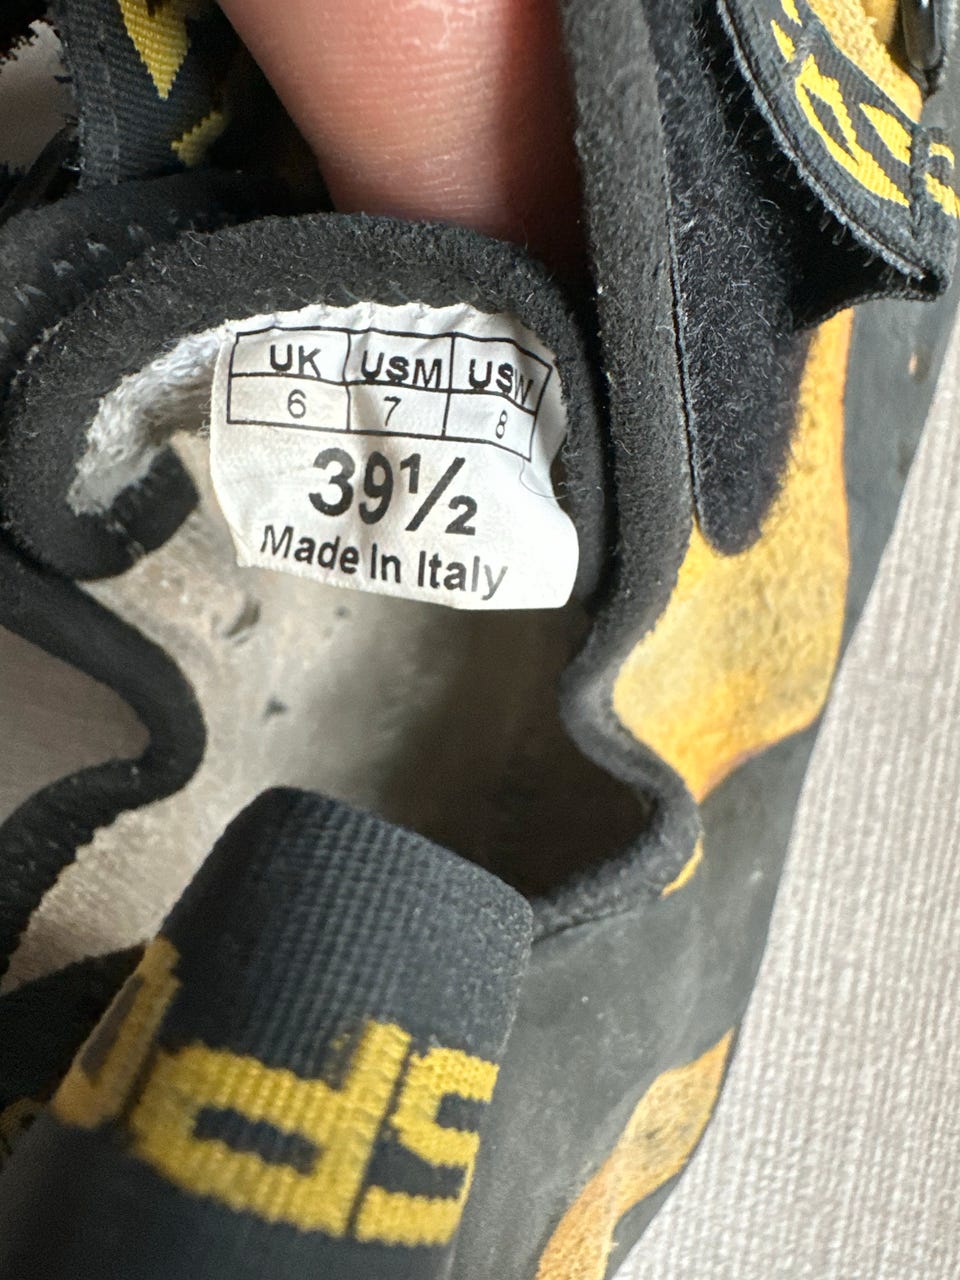 UK USM USW
6 7 8
39½
Made In Italy